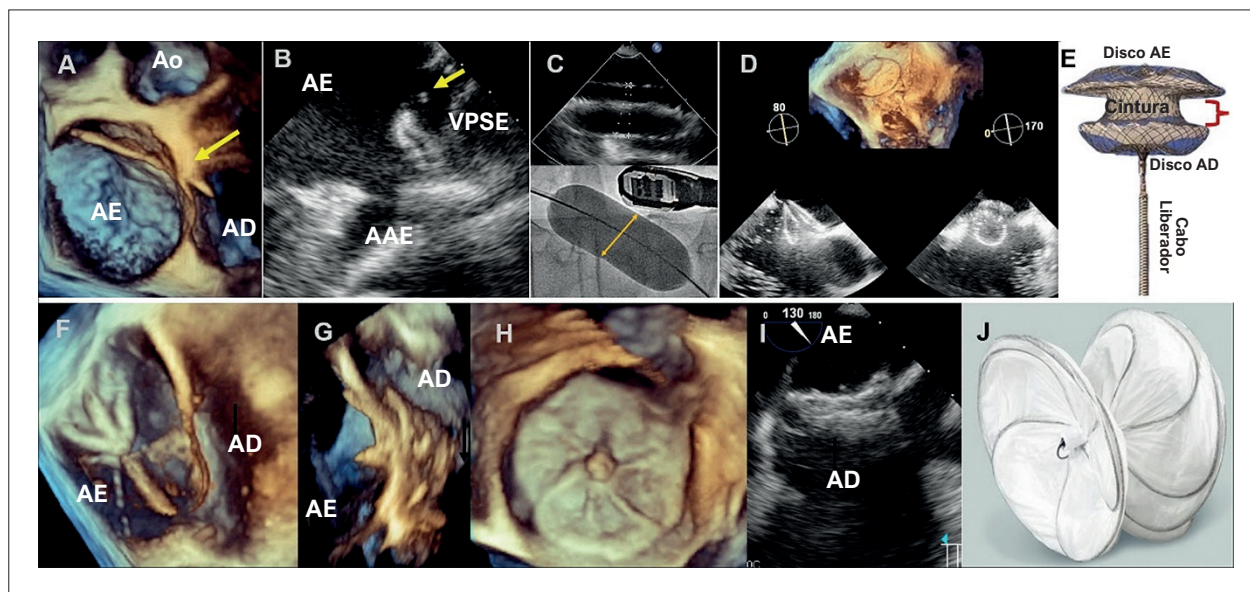 A
Ao
AE
AD
B
AE
VPSE
AAE
C
D
80
0 170
E
Disco AE
Cintura
Disco AD
Cabo
Liberador
F
AD
AE
G
AD
AE
H
I
0 130 180
AE
AD
J